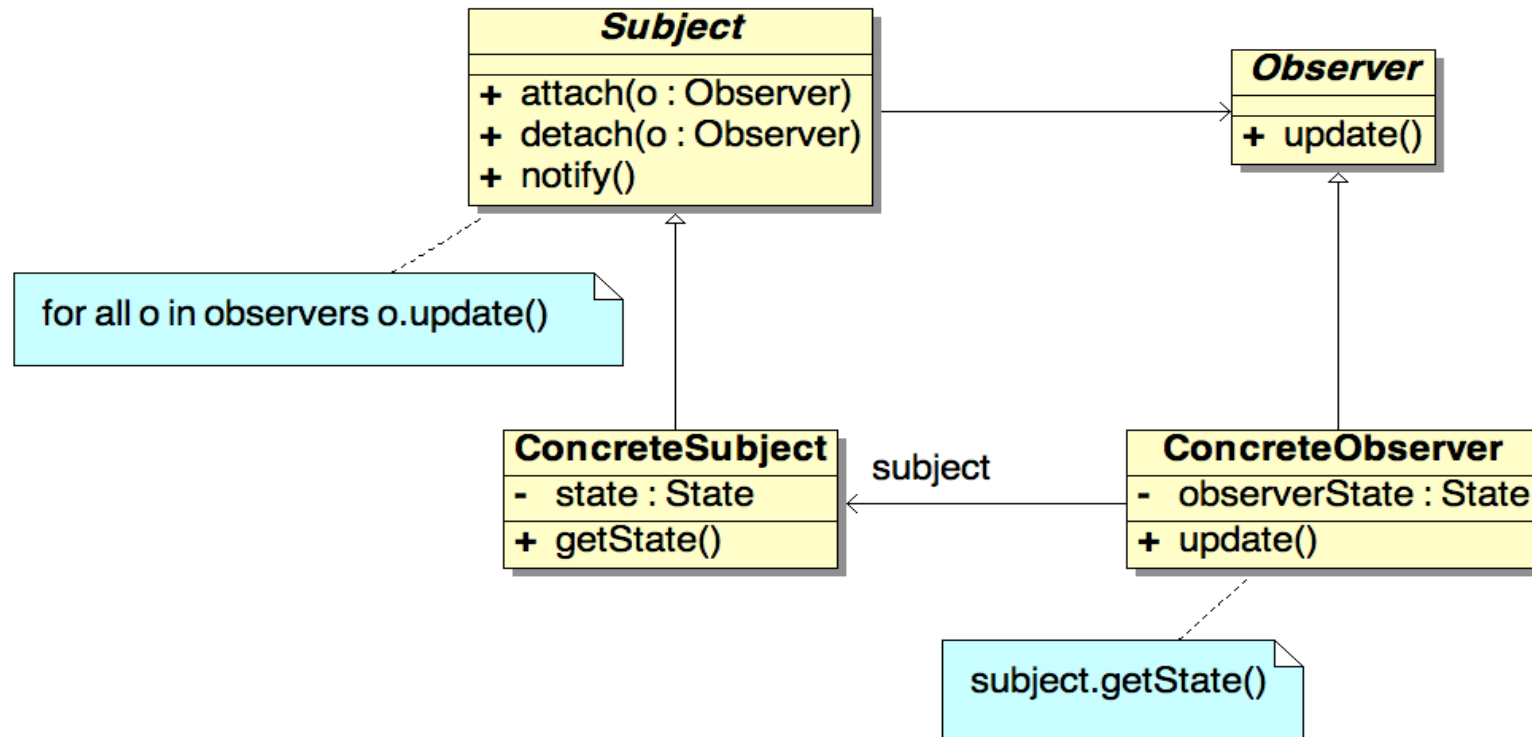 Subject
+ attach(o : Observer)
+ detach(o : Observer)
+ notify()
Observer
+ update()
for all o in observers o.update()
ConcreteSubject
- state : State
+ getState()
subject
ConcreteObserver
- observerState : State
+ update()
subject.getState()